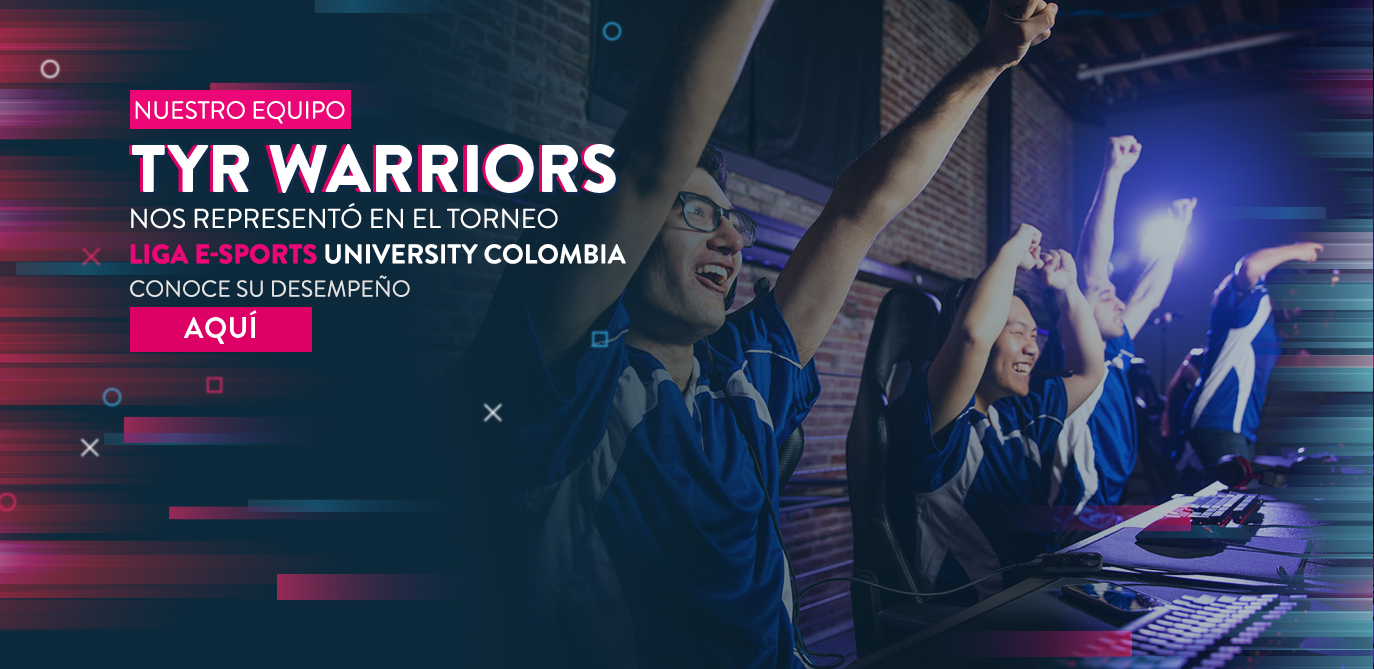 NUESTRO EQUIPO
TYR WARRIORS
NOS REPRESENTÓ EN EL TORNEO
LIGA E-SPORTS UNIVERSITY COLOMBIA
CONOCE SU DESEMPEÑO
AQUÍ